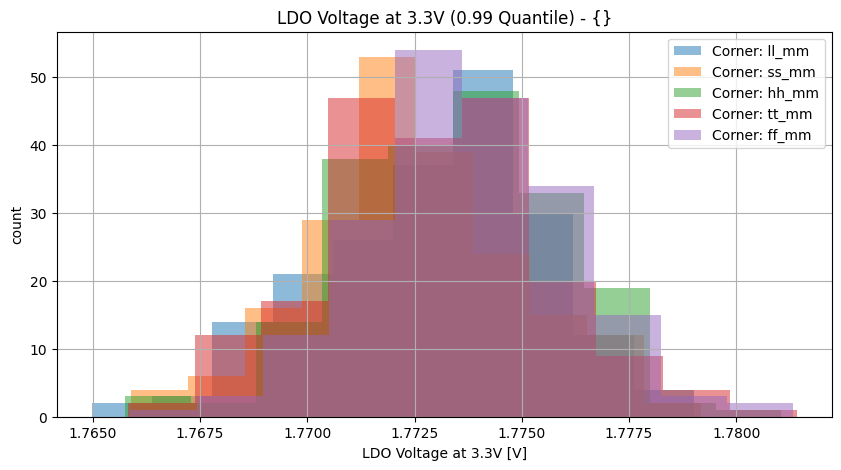 LDO Voltage at 3.3V (0.99 Quantile) - {}
Corner: ll_mm
Corner: ss_mm
Corner: hh_mm
Corner: tt_mm
Corner: ff_mm
count
50
40
30
20
10
0
1.7650 1.7675 1.7700 1.7725 1.7750 1.7775 1.7800
LDO Voltage at 3.3V [V]